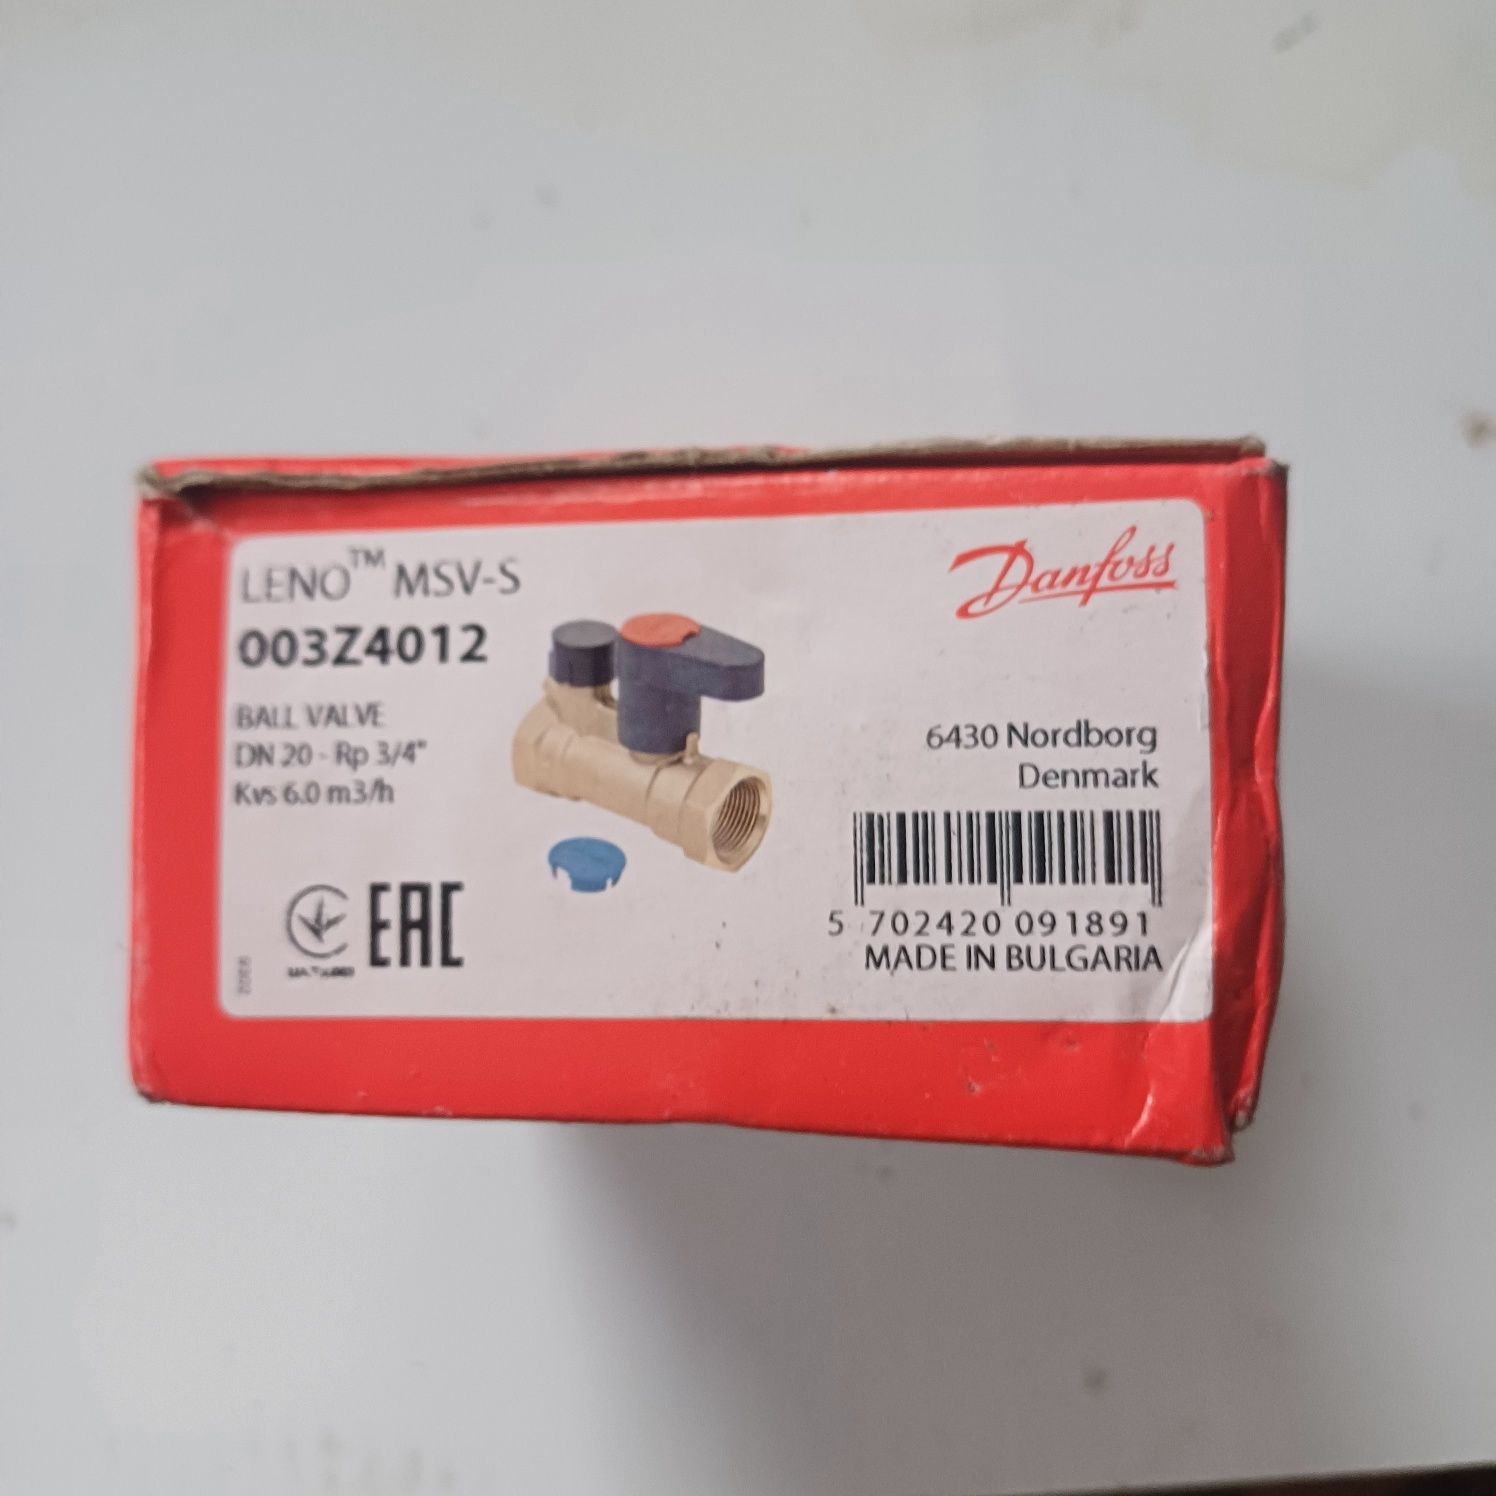 LENO™ MSV-S
003Z4012
BALL VALVE
DN 20 - Rp 3/4"
Kvs 6.0 m3/h
EAC
Danfoss
6430 Nordborg
Denmark
5 702420 091891
MADE IN BULGARIA